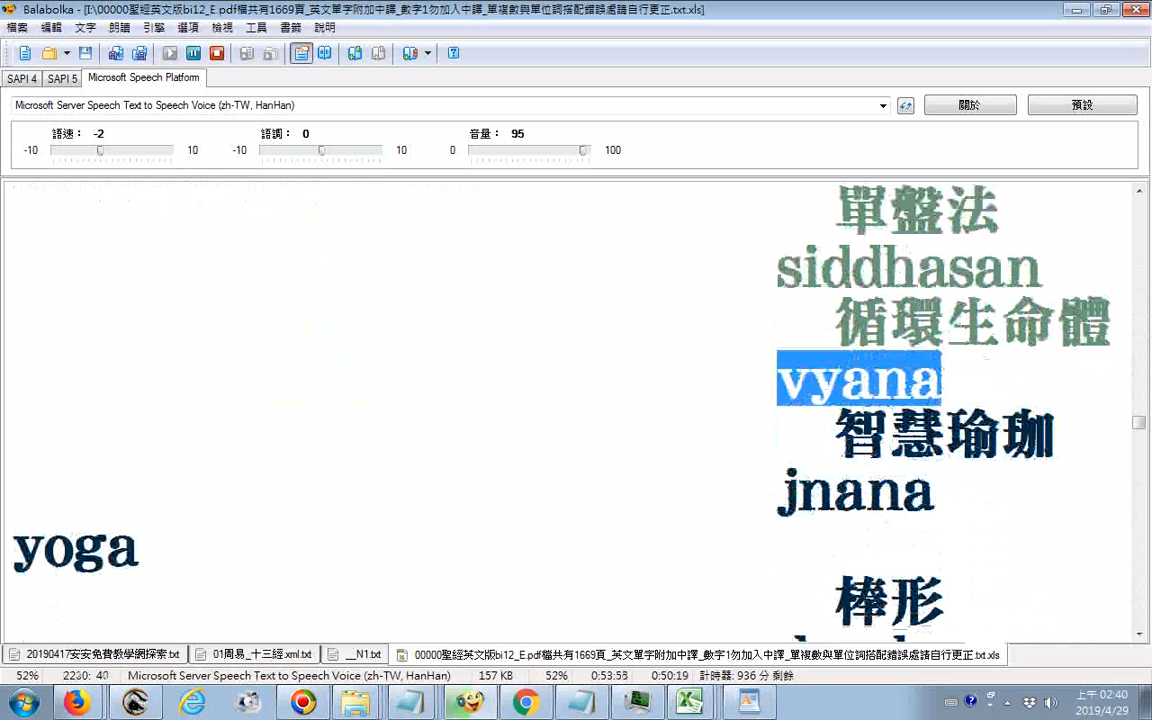 Balabolka - [I:\00000聖經英文版bi12_E.pdf檔共有1669頁_英文單字附加中譯_數字1勿加入中譯_單複數與單位詞搭配錯誤處請自行更正.txt.xls]
檔案 編輯 文字 朗讀 引擎 選項 檢視 工具 書籤 說明
SAPI 4 SAPI 5 Microsoft Speech Platform
Microsoft Server Speech Text to Speech Voice (zh-TW, HanHan) 關於 預設
語速： -2 語調： 0 音量： 95
-10 10 -10 10 0 100
單盤法
siddhasan
循環生命體
vyana
智慧瑜珈
jnana
yoga
棒形
20190417安安免費教學網探索.txt 01周易_十三經.xml.txt __N1.txt 00000聖經英文版bi12_E.pdf檔共有1669頁_英文單字附加中譯_數字1勿加入中譯_單複數與單位詞搭配錯誤處請自行更正.txt.xls
52% 2230: 40 Microsoft Server Speech Text to Speech Voice (zh-TW, HanHan) 157 KB 52% 0:53:53 0:50:19 計時器: 936 分 剩餘
上午 02:40
2019/4/29